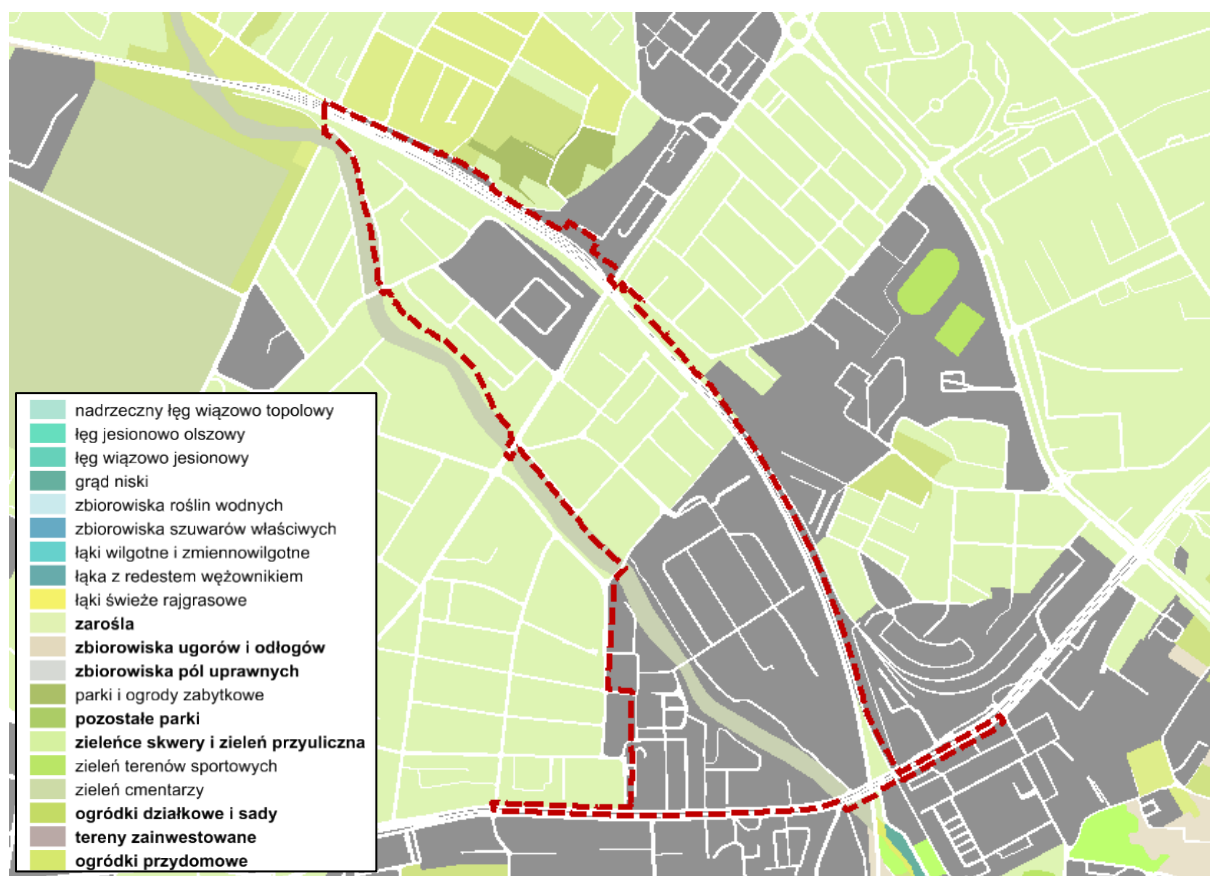 nadrzeczny łęg wiązowo topolowy
łęg jesionowo olszowy
łęg wiązowo jesionowy
grąd niski
zbiorowiska roślin wodnych
zbiorowiska szuwarów właściwych
łąki wilgotne i zmiennowilgotne
łąka z redestem wężownikiem
łąki świeże rajgrasowe
zarośla
zbiorowiska ugorów i odłogów
zbiorowiska pól uprawnych
parki i ogrody zabytkowe
pozostałe parki
zieleńce skwery i zieleń przyuliczna
zieleń terenów sportowych
zieleń cmentarzy
ogródki działkowe i sady
tereny zainwestowane
ogródki przydomowe